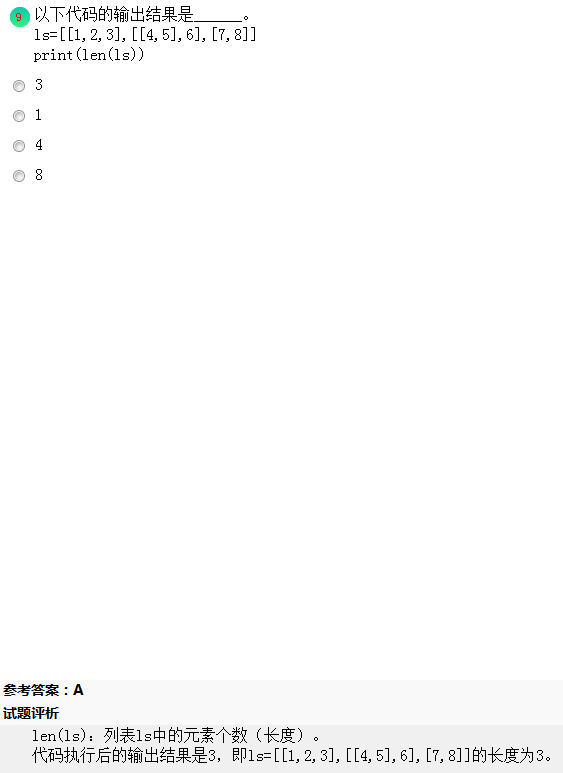 9 以下代码的输出结果是______。
ls=[[1,2,3],[[4,5],6],[7,8]]
print(len(ls))
3
1
4
8
参考答案：A
试题评析
len(ls)：列表ls中的元素个数（长度）。
代码执行后的输出结果是3，即ls=[[1,2,3],[[4,5],6],[7,8]]的长度为3。